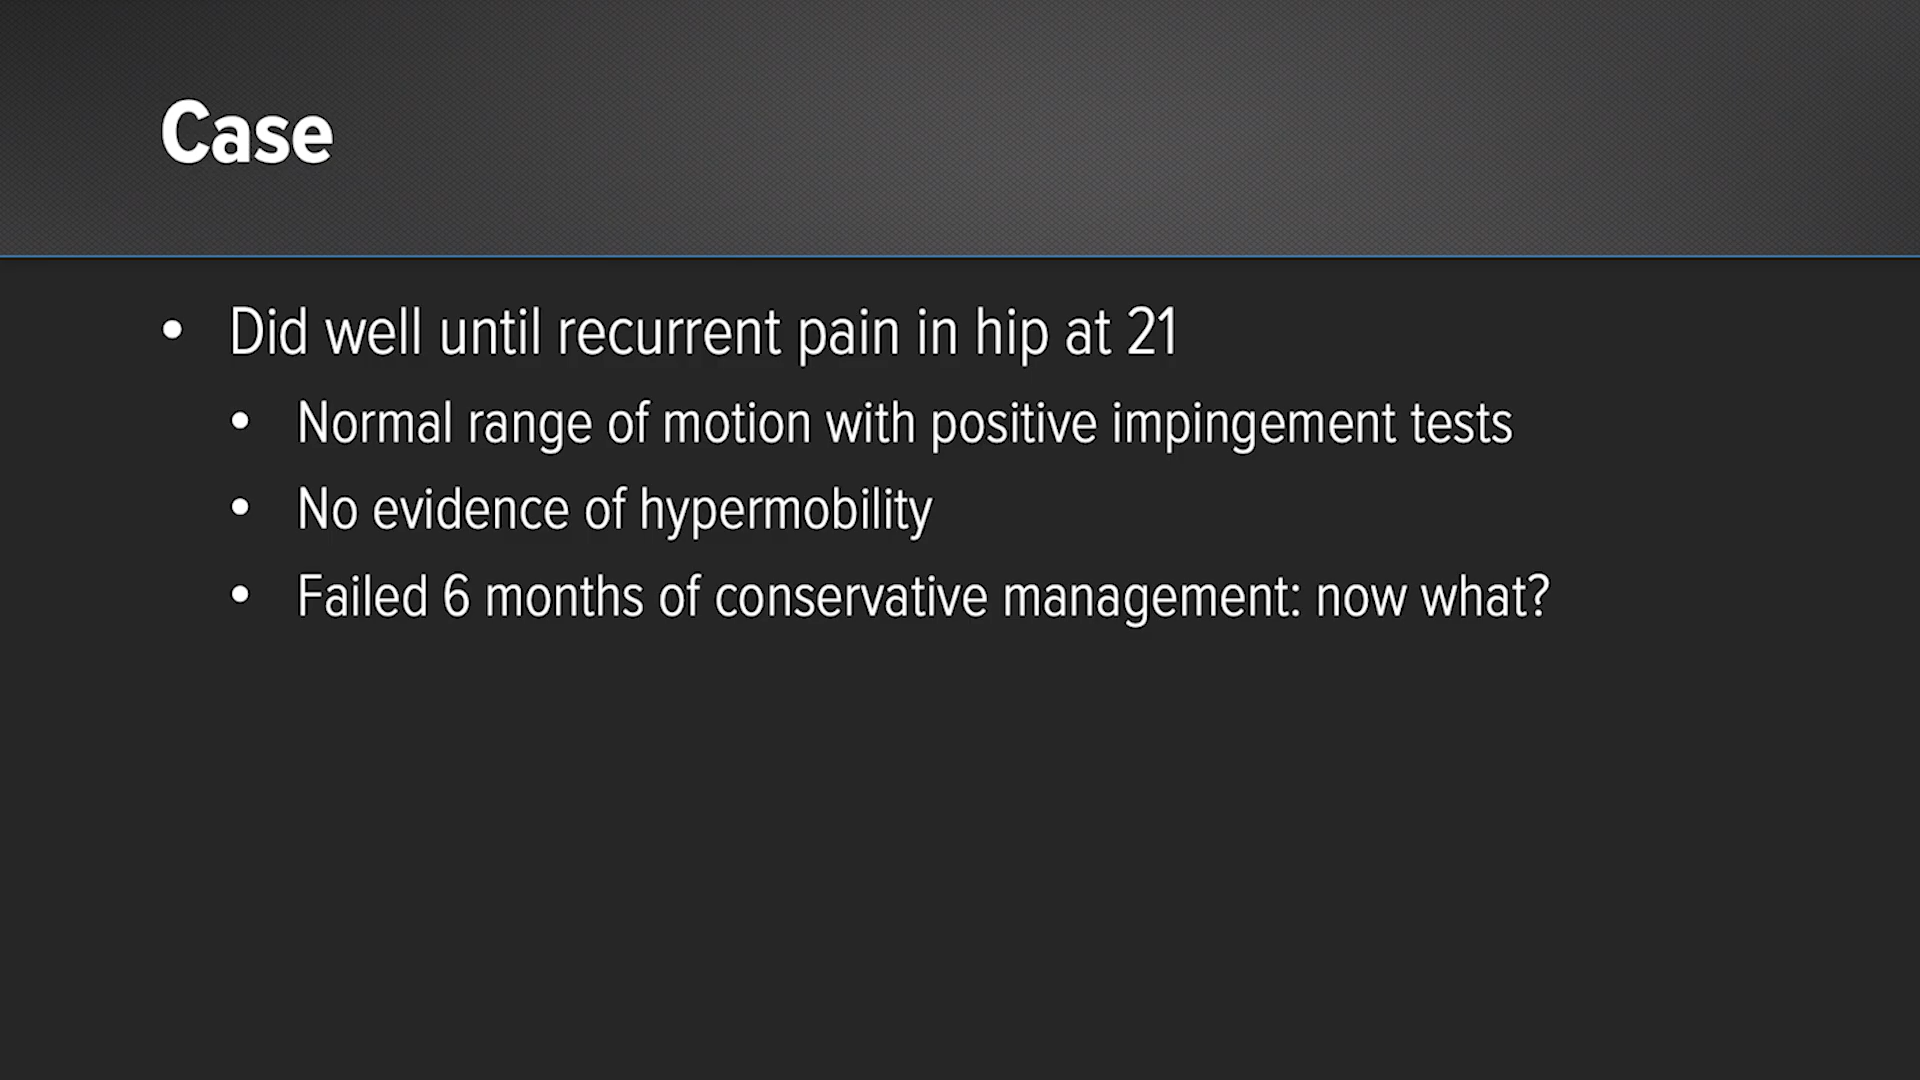 Case
• Did well until recurrent pain in hip at 21
• Normal range of motion with positive impingement tests
• No evidence of hypermobility
• Failed 6 months of conservative management: now what?